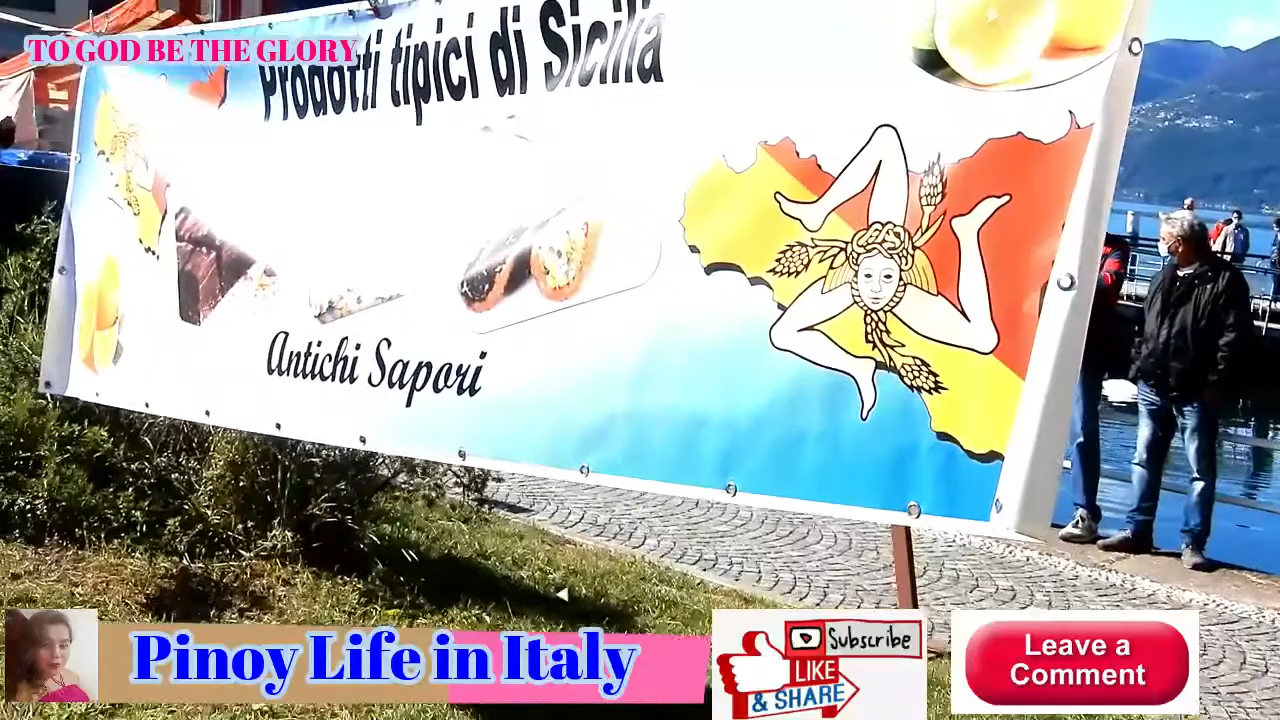 TO GOD BE THE GLORY
Prodotti tipici di Sicilia
Antichi Sapori
Pinoy Life in Italy
Subscribe
LIKE
& SHARE
Leave a
Comment